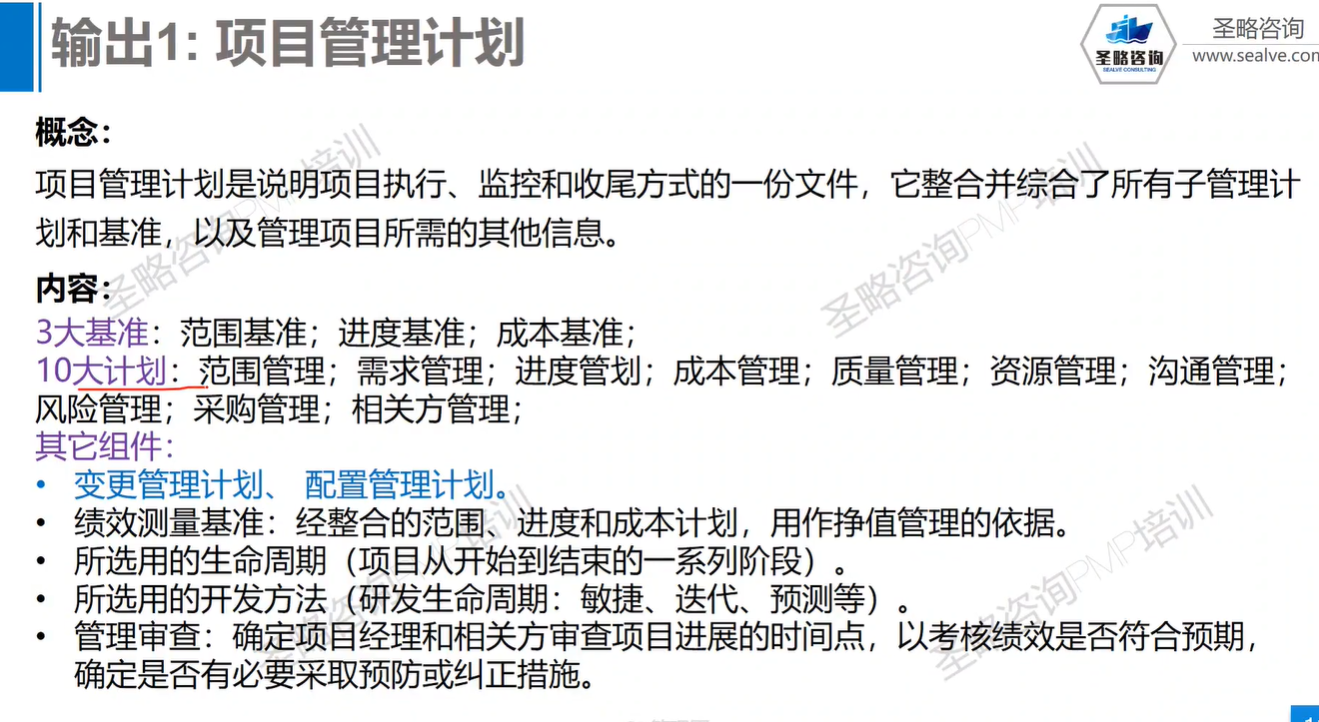 输出1: 项目管理计划
圣略咨询
SEALVE CONSULTING
圣略咨询
www.sealve.com
概念：
项目管理计划是说明项目执行、监控和收尾方式的一份文件，它整合并综合了所有子管理计
划和基准，以及管理项目所需的其他信息。
内容：
3大基准：范围基准；进度基准；成本基准；
10大计划：范围管理；需求管理；进度管划；成本管理；质量管理；资源管理；沟通管理；
风险管理；采购管理；相关方管理；
其它组件：
• 变更管理计划、 配置管理计划。
• 绩效测量基准：经整合的范围、进度和成本计划，用作挣值管理的依据。
• 所选用的生命周期（项目从开始到结束的一系列阶段）。
• 所选用的开发方法（研发生命周期：敏捷、迭代、预测等）。
• 管理审查：确定项目经理和相关方审查项目进展的时间点，以考核绩效是否符合预期，
确定是否有必要采取预防或纠正措施。
圣略咨询PMP培训
圣略咨询PMP培训
圣略咨询PMP培训
圣略咨询PMP培训